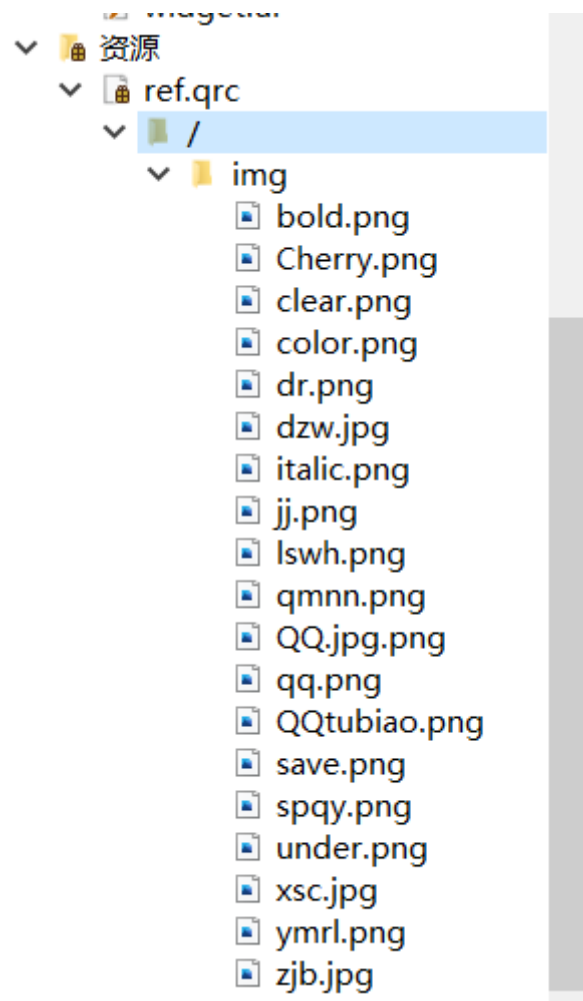 资源
ref.qrc
/
img
bold.png
Cherry.png
clear.png
color.png
dr.png
dzw.jpg
italic.png
jj.png
lswh.png
qmnn.png
QQ.jpg.png
qq.png
QQtubiao.png
save.png
spqy.png
under.png
xsc.jpg
ymrl.png
zjb.jpg